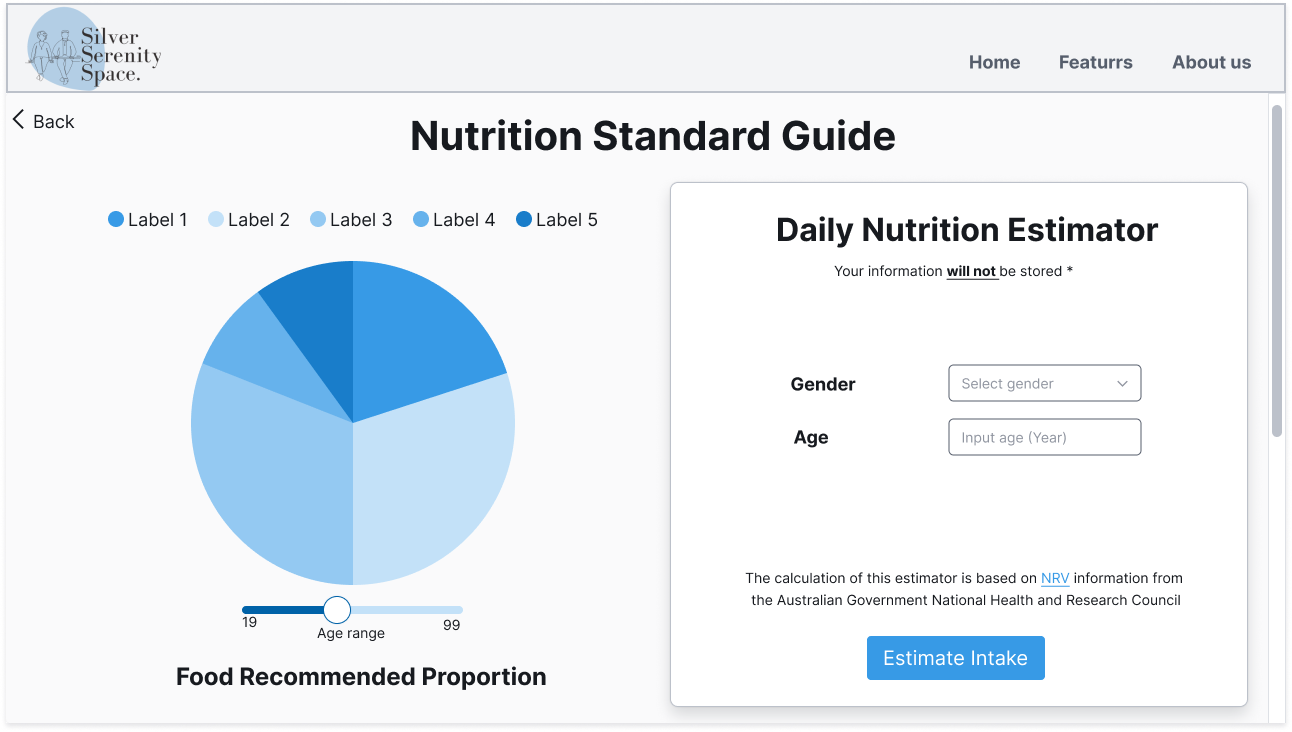 Silver
Serenity
Space.
Home Featurrs About us
Back
Nutrition Standard Guide
Label 1 Label 2 Label 3 Label 4 Label 5
19
99
Age range
Food Recommended Proportion
Daily Nutrition Estimator
Your information will not be stored *
Gender Select gender
Age Input age (Year)
The calculation of this estimator is based on NRV information from
the Australian Government National Health and Research Council
Estimate Intake